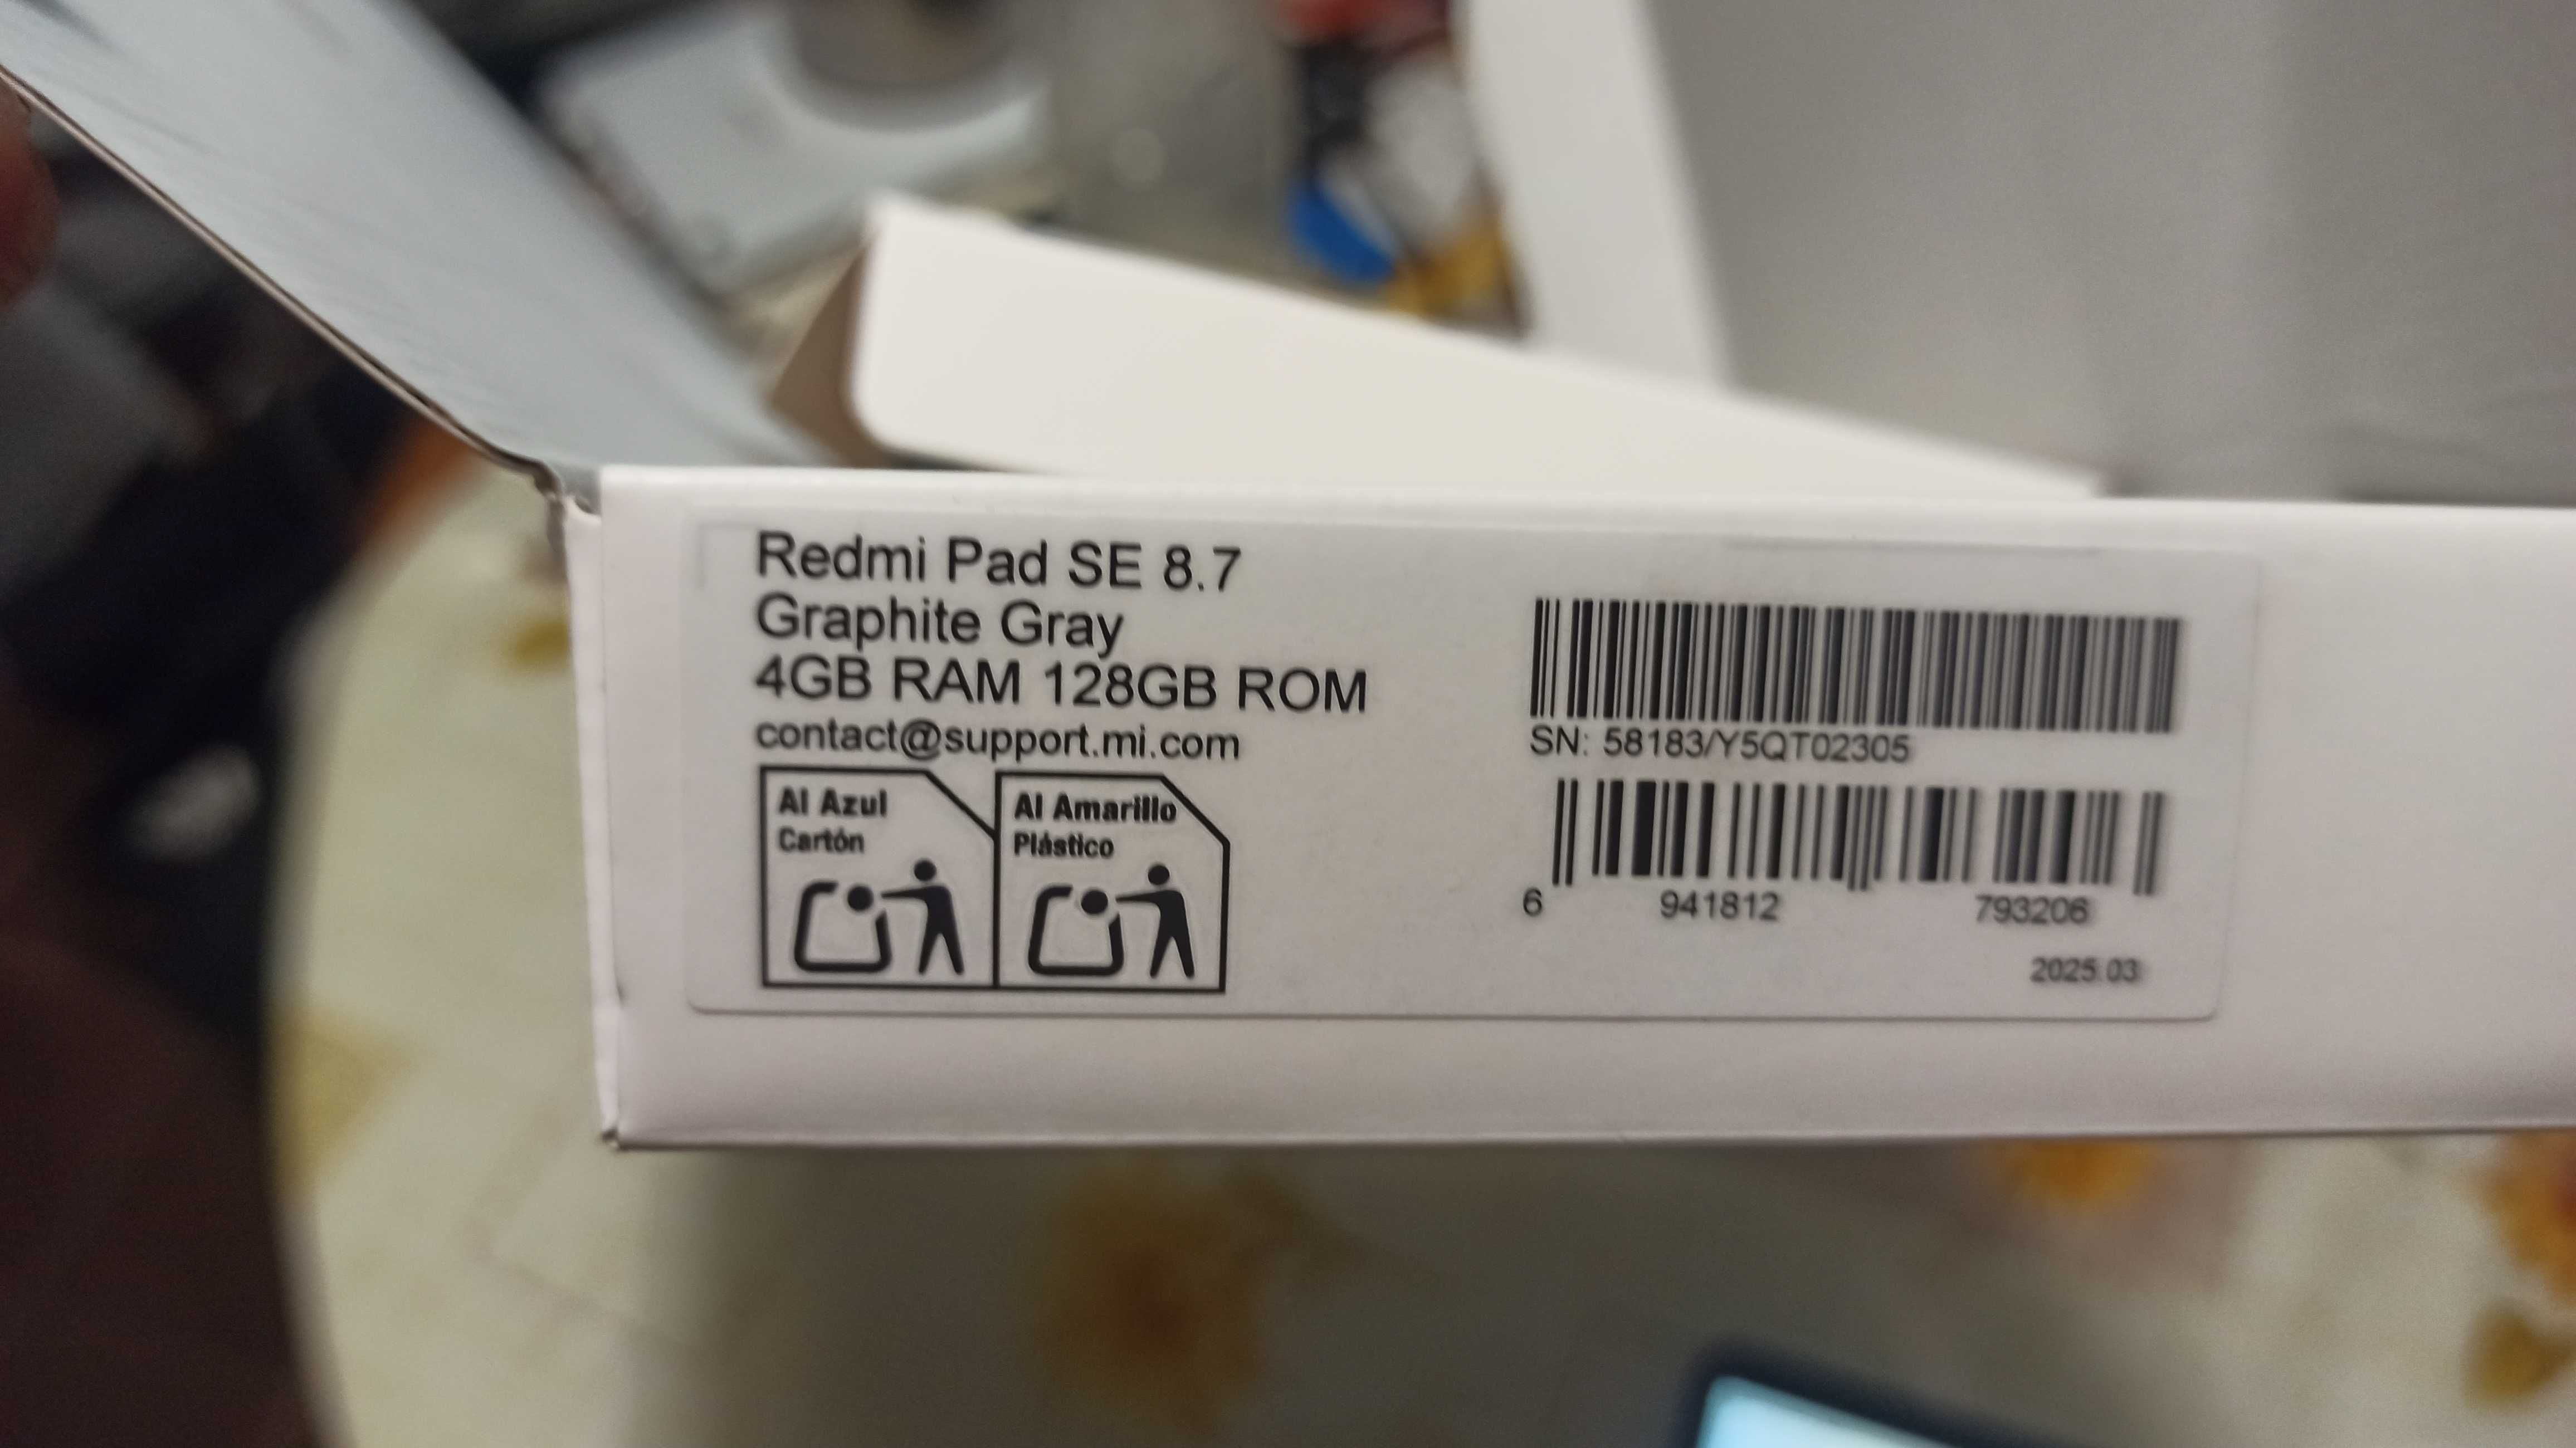 Redmi Pad SE 8.7
Graphite Gray
4GB RAM 128GB ROM
contact@support.mi.com
Al Azul
Cartón
Al Amarillo
Plástico
SN: 58183/Y5QT02305
6 941812 793206
2025.03